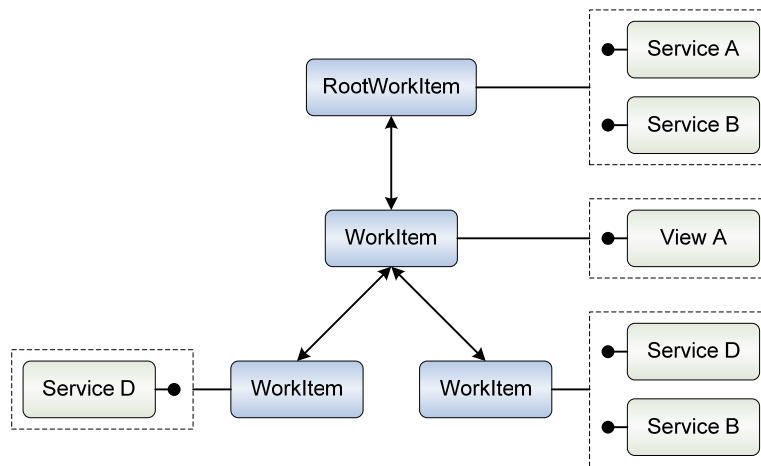 Service A
RootWorkItem
Service B
WorkItem
View A
Service D
Service D
WorkItem
WorkItem
Service B